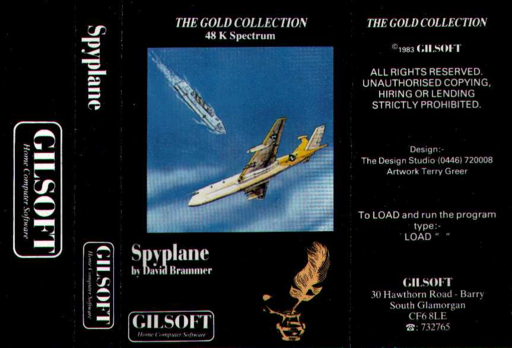 GILSOFT
Home Computer Software
Spyplane
GILSOFT
Home Computer Software
THE GOLD COLLECTION
48 K Spectrum
Spyplane
by David Brammer
GILSOFT
Home Computer Software
THE GOLD COLLECTION
©1983 GILSOFT
ALL RIGHTS RESERVED.
UNAUTHORISED COPYING,
HIRING OR LENDING
STRICTLY PROHIBITED.
Design:-
The Design Studio (0446) 720008
Artwork Terry Greer
To LOAD and run the program
type:-
LOAD " "
GILSOFT
30 Hawthorn Road - Barry
South Glamorgan
CF6 8LE
☎: 732765